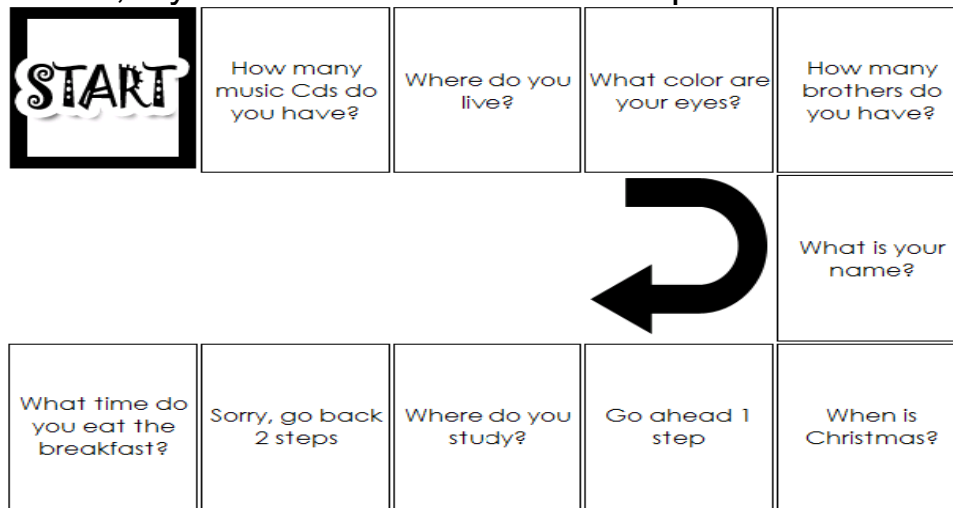 START
How many
music Cds do
you have?
Where do you
live?
What color are
your eyes?
How many
brothers do
you have?
What is your
name?
When is
Christmas?
Go ahead 1
step
Where do you
study?
Sorry, go back
2 steps
What time do
you eat the
breakfast?